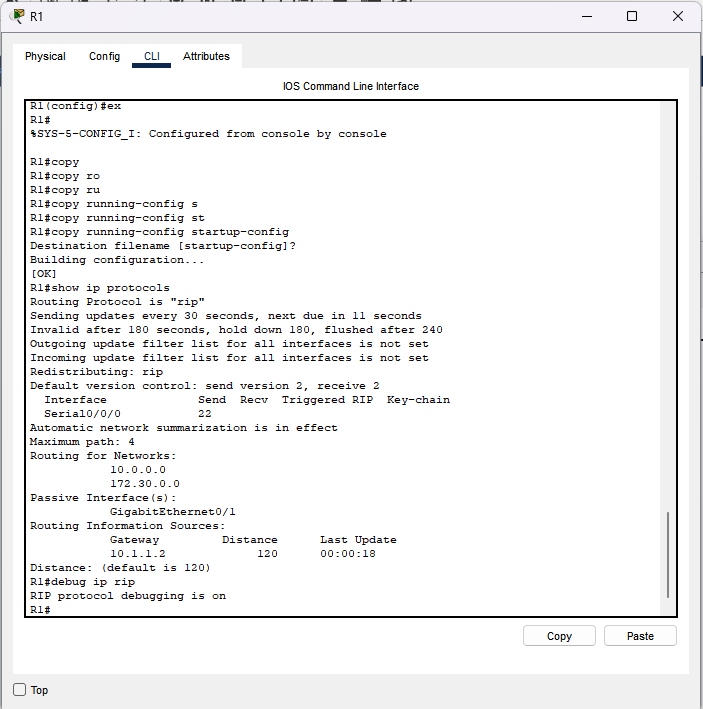 R1
Physical Config CLI Attributes
IOS Command Line Interface
R1(config)#ex
R1#
%SYS-5-CONFIG_I: Configured from console by console
R1#copy
R1#copy ro
R1#copy ru
R1#copy running-config s
R1#copy running-config st
R1#copy running-config startup-config
Destination filename [startup-config]?
Building configuration...
[OK]
R1#show ip protocols
Routing Protocol is "rip"
Sending updates every 30 seconds, next due in 11 seconds
Invalid after 180 seconds, hold down 180, flushed after 240
Outgoing update filter list for all interfaces is not set
Incoming update filter list for all interfaces is not set
Redistributing: rip
Default version control: send version 2, receive 2
Interface Send Recv Triggered RIP Key-chain
Serial0/0/0 22
Automatic network summarization is in effect
Maximum path: 4
Routing for Networks:
10.0.0.0
172.30.0.0
Passive Interface(s):
GigabitEthernet0/1
Routing Information Sources:
Gateway Distance Last Update
10.1.1.2 120 00:00:18
Distance: (default is 120)
R1#debug ip rip
RIP protocol debugging is on
R1#
Copy Paste
Top